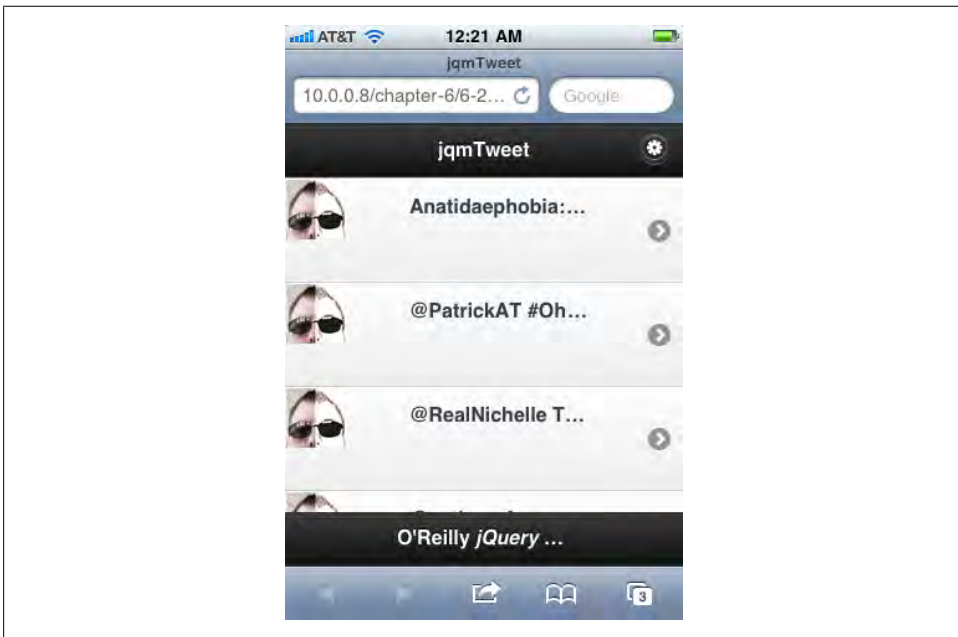 AT&T 12:21 AM
jqmTweet
10.0.0.8/chapter-6/6-2... Google
jqmTweet
Anatidaephobia:...
@PatrickAT #Oh...
@RealNichelle T...
O'Reilly jQuery ...
3